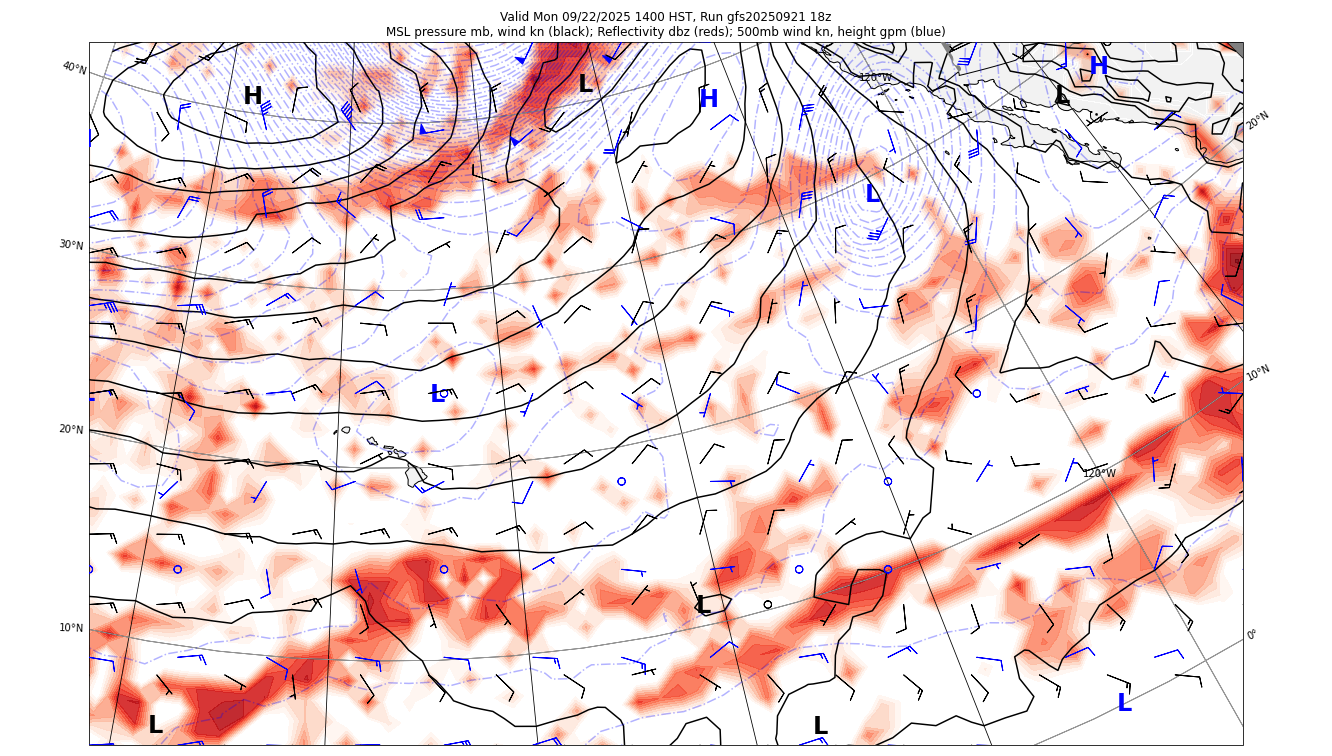 Valid Mon 09/22/2025 1400 HST, Run gfs20250921 18z
MSL pressure mb, wind kn (black); Reflectivity dbz (reds); 500mb wind kn, height gpm (blue)
40°N
120°W
H
L
H
H
L
20°N
L
30°N
10°N
L
20°N
120°W
L
10°N
0°
L
L
L